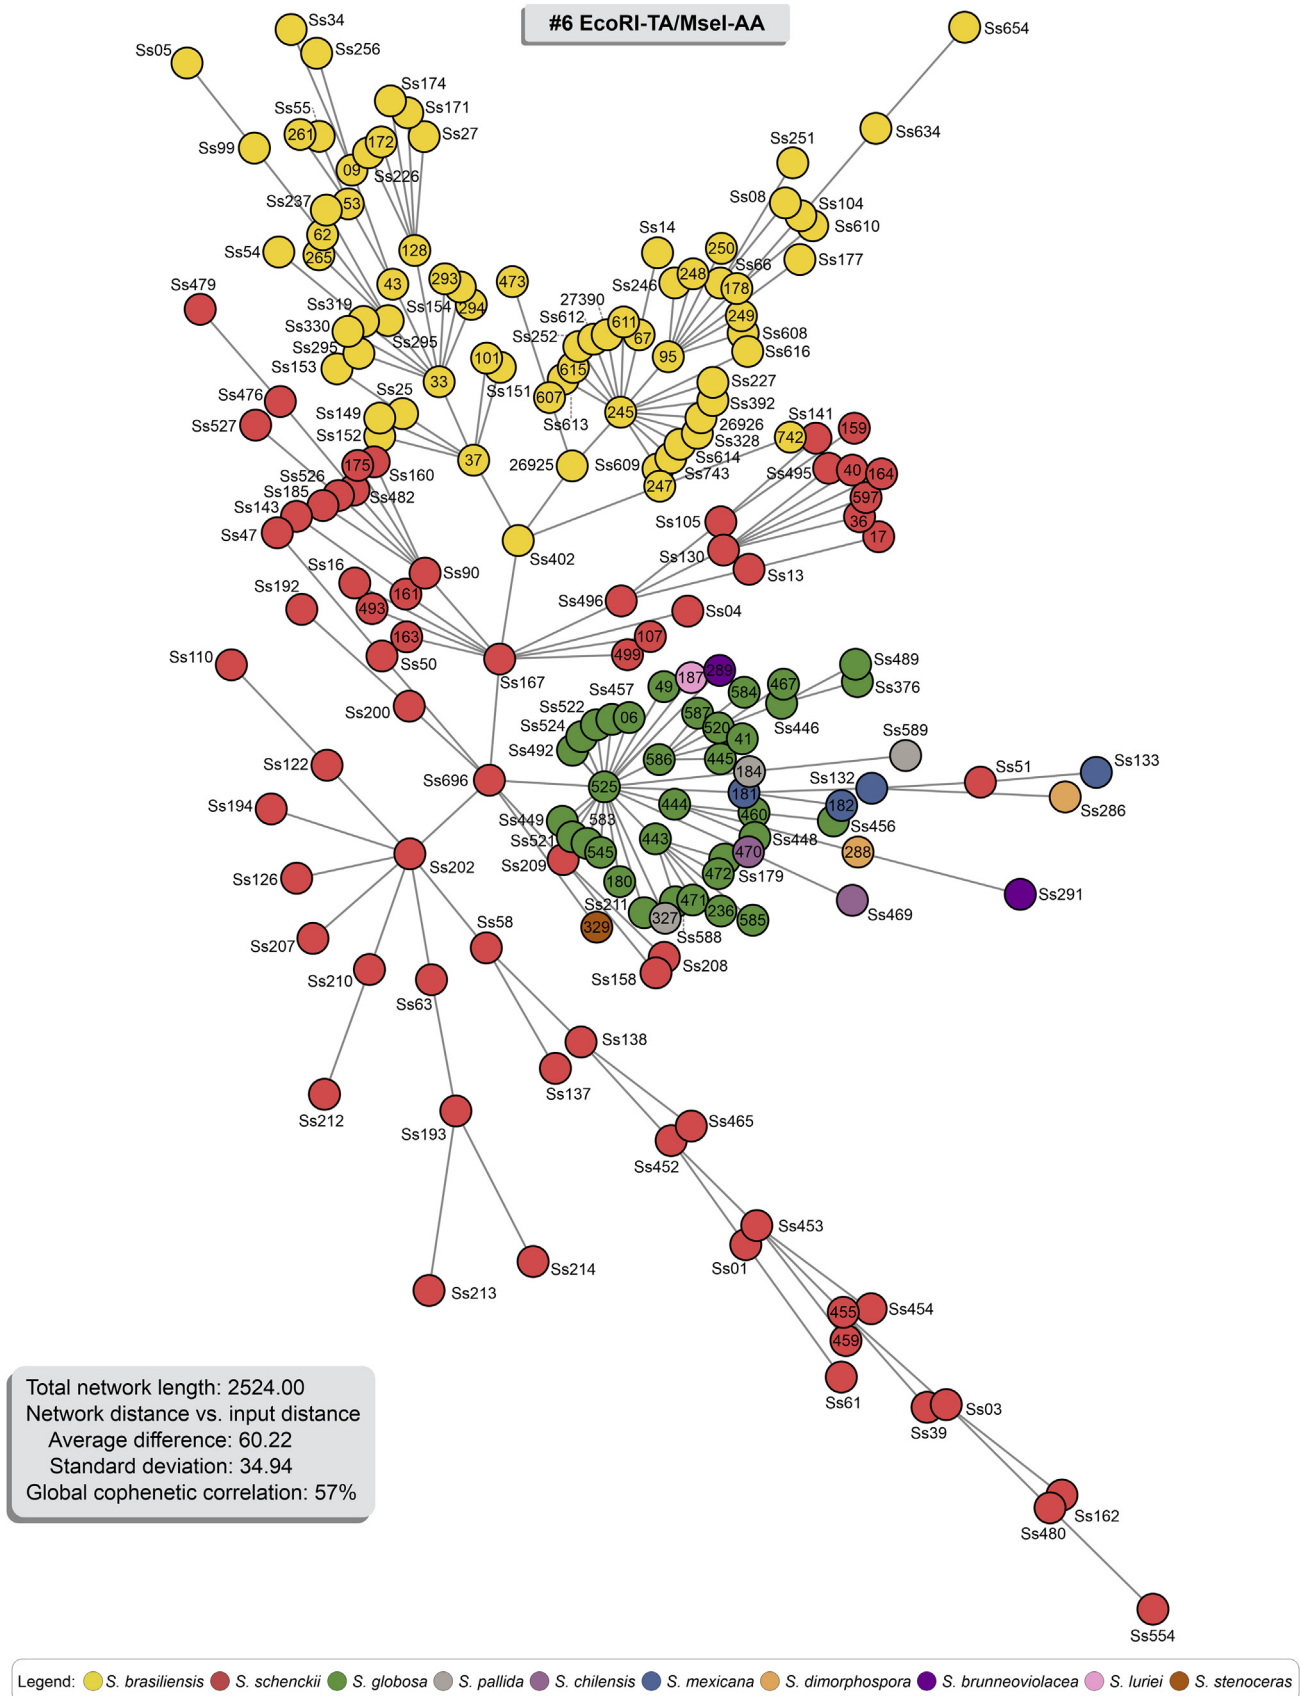 #6 EcoRI-TA/MseI-AA
Ss34
Ss654
Ss05
Ss256
Ss174
Ss171
Ss55
261
172
Ss27
Ss634
Ss99
Ss251
09
Ss226
Ss237
53
Ss08
Ss104
Ss610
Ss14
62
Ss54
265
128
250
Ss66
Ss177
Ss479
43
293
473
Ss246
248
178
Ss319
Ss154
294
27390
Ss612
611
249
Ss330
Ss295
Ss252
67
Ss608
Ss295
101
95
Ss616
Ss153
33
615
Ss151
Ss227
Ss476
Ss25
607
245
Ss392
Ss149
Ss613
26926
Ss141
159
Ss527
Ss152
742
Ss328
37
26925
Ss609
Ss614
175
Ss160
Ss743
Ss495
40
164
Ss526
247
Ss185
Ss482
597
Ss143
36
Ss105
Ss47
17
Ss402
Ss130
Ss16
Ss90
Ss13
Ss192
161
Ss496
493
Ss04
163
107
499
Ss110
Ss50
Ss167
Ss489
187
289
Ss457
49
584
467
Ss376
Ss200
Ss522
06
587
Ss446
Ss524
520
41
Ss589
Ss492
586
445
Ss122
184
Ss133
Ss696
525
181
Ss132
Ss51
Ss194
444
182
Ss286
Ss449
583
460
Ss456
Ss521
443
Ss448
545
470
288
Ss202
Ss209
Ss126
472
Ss179
180
Ss291
Ss211
471
Ss469
327
236
585
Ss58
329
Ss588
Ss207
Ss208
Ss210
Ss158
Ss63
Ss138
Ss137
Ss212
Ss465
Ss193
Ss452
Ss453
Ss01
Ss214
Ss213
455
Ss454
459
Ss61
Ss03
Ss39
Ss162
Ss480
Ss554
Total network length: 2524.00
Network distance vs. input distance
Average difference: 60.22
Standard deviation: 34.94
Global cophenetic correlation: 57%
Legend: S. brasiliensis S. schenckii S. globosa S. pallida S. chilensis S. mexicana S. dimorphospora S. brunneoviolacea S. luriei S. stenoceras